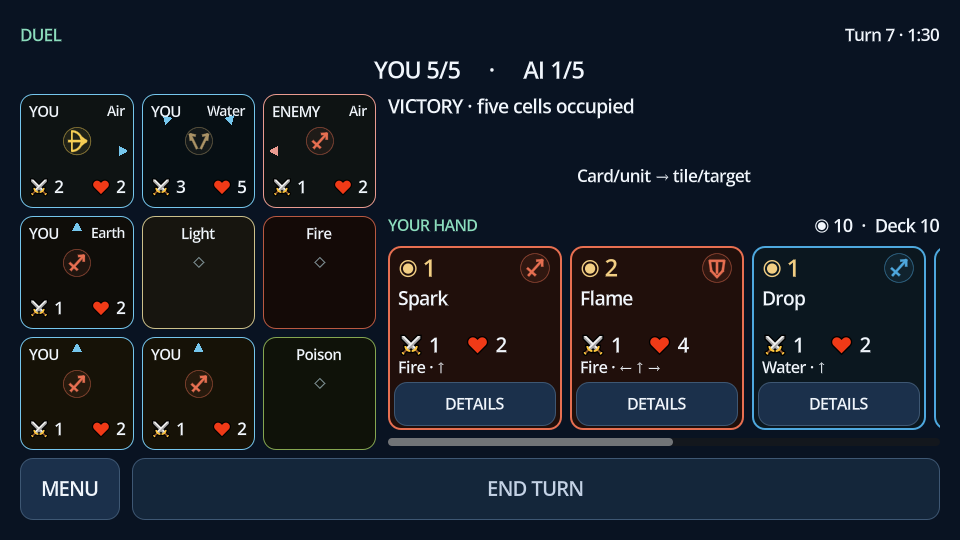 DUEL
Turn 7 · 1:30
YOU 5/5 · AI 1/5
YOU Air
2 2
YOU Water
3 5
ENEMY Air
1 2
VICTORY · five cells occupied
Card/unit → tile/target
YOU Earth
1 2
Light
Fire
YOU
1 2
YOU
1 2
Poison
YOUR HAND
10 · Deck 10
1
Spark
1 2
Fire · ↑
DETAILS
2
Flame
1 4
Fire · ← ↑ →
DETAILS
1
Drop
1 2
Water · ↑
DETAILS
MENU
END TURN